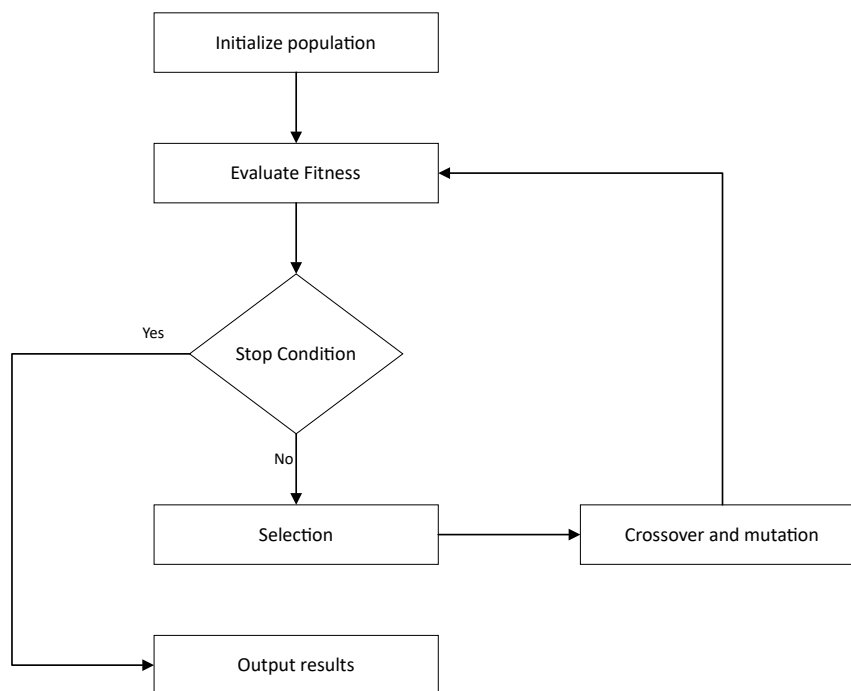 Initialize population
Evaluate Fitness
Yes
Stop Condition
No
Selection
Crossover and mutation
Output results